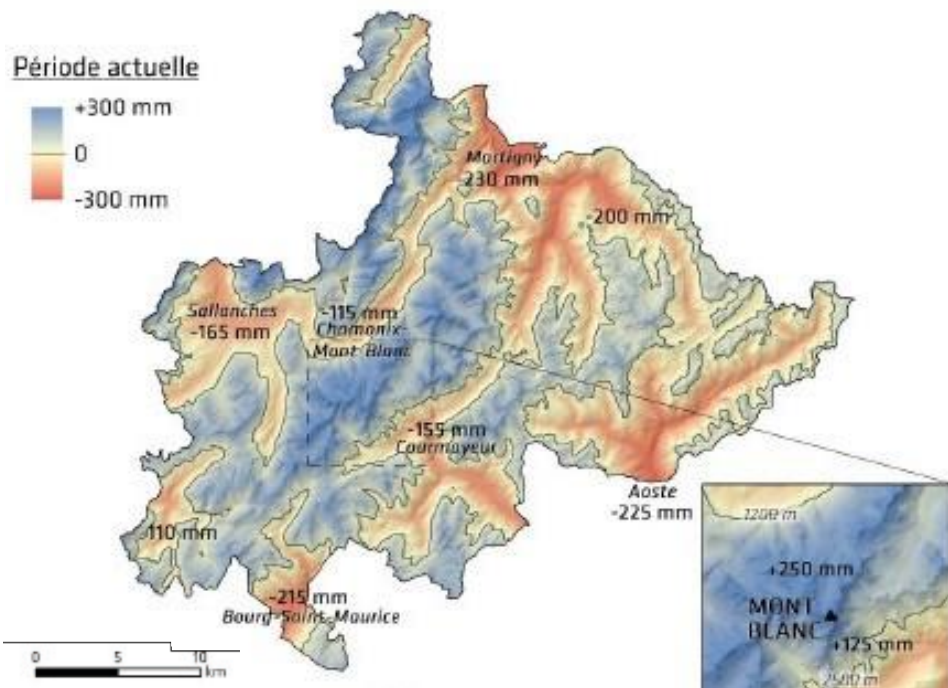 Période actuelle
+300 mm
0
-300 mm
Martigny
230 mm
-200 mm
Sallanches
-165 mm
-115 mm
Chamonix-
Mont Blanc
-155 mm
Courmayeur
Aoste
-225 mm
110 mm
-215 mm
Bourg-Saint-Maurice
1200 m
+250 mm
MONT
BLANC
+125 mm
2500 m
0
5
10
km